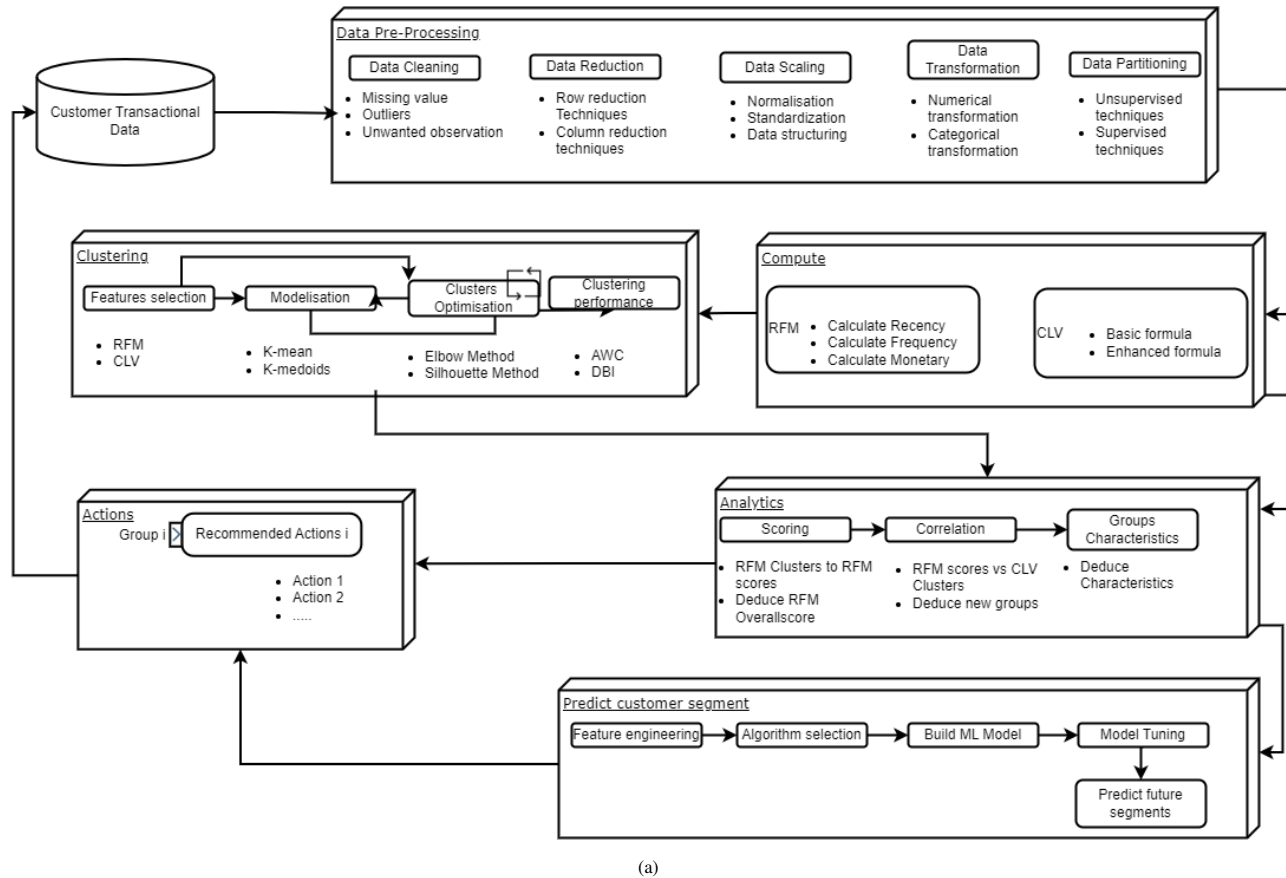 Data Pre-Processing
Data Cleaning
Missing value
Outliers
Unwanted observation
Data Reduction
Row reduction
Techniques
Column reduction
techniques
Data Scaling
Normalisation
Standardization
Data structuring
Data
Transformation
Numerical
transformation
Categorical
transformation
Data Partitioning
Unsupervised
techniques
Supervised
techniques
Customer Transactional
Data
Clustering
Features selection
RFM
CLV
Modelisation
K-mean
K-medoids
Clusters
Optimisation
Elbow Method
Silhouette Method
Clustering
performance
AWC
DBI
Compute
RFM
Calculate Recency
Calculate Frequency
Calculate Monetary
CLV
Basic formula
Enhanced formula
Actions
Group i
Recommended Actions i
Action 1
Action 2
.....
Analytics
Scoring
RFM Clusters to RFM
scores
Deduce RFM
Overallscore
Correlation
RFM scores vs CLV
Clusters
Deduce new groups
Groups
Characteristics
Deduce
Characteristics
Predict customer segment
Feature engineering
Algorithm selection
Build ML Model
Model Tuning
Predict future
segments
(a)